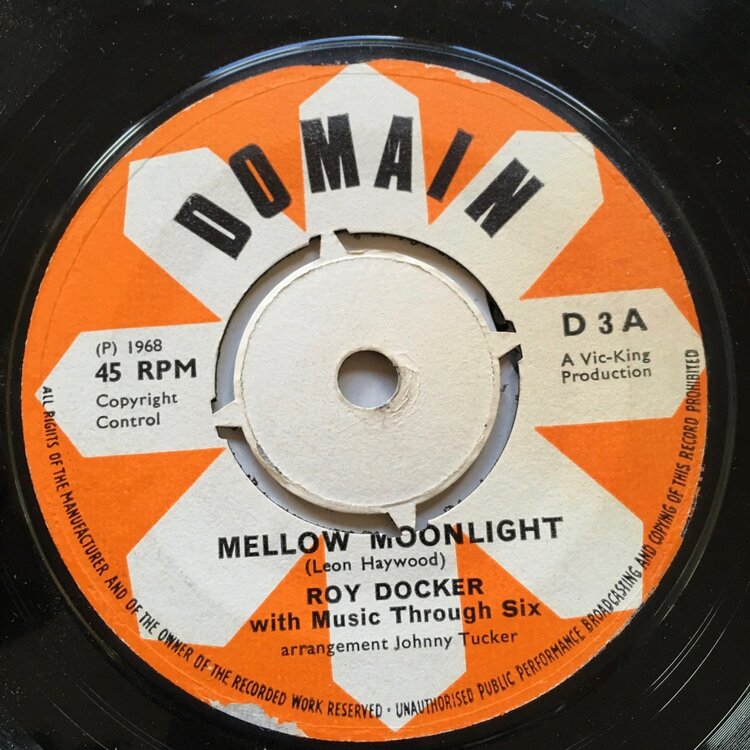 DOMAIN
(P) 1968
45 RPM
Copyright
Control
D 3 A
A Vic-King
Production
MELLOW MOONLIGHT
(Leon Haywood)
ROY DOCKER
with Music Through Six
arrangement Johnny Tucker
ALL RIGHTS OF THE MANUFACTURER AND OF THE OWNER OF THE RECORDED WORK RESERVED · UNAUTHORISED PUBLIC PERFORMANCE BROADCASTING AND COPYING OF THIS RECORD PROHIBITED